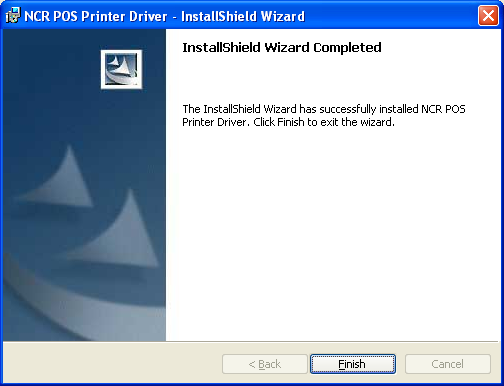 NCR POS Printer Driver - InstallShield Wizard
InstallShield Wizard Completed
The InstallShield Wizard has successfully installed NCR POS
Printer Driver. Click Finish to exit the wizard.
< Back
Finish
Cancel